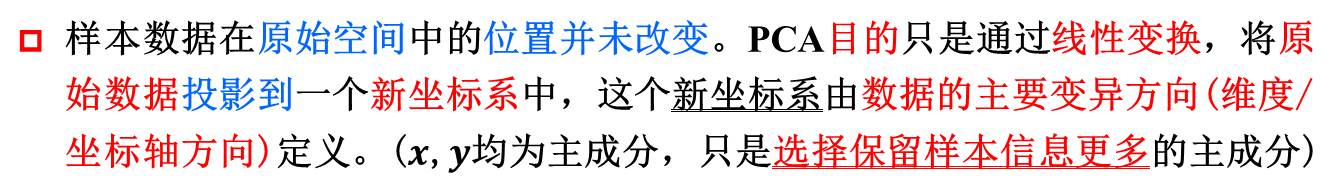 样本数据在原始空间中的位置并未改变。PCA目的只是通过线性变换，将原
始数据投影到一个新坐标系中，这个新坐标系由数据的主要变异方向(维度/
坐标轴方向)定义。(x,y均为主成分，只是选择保留样本信息更多的主成分)